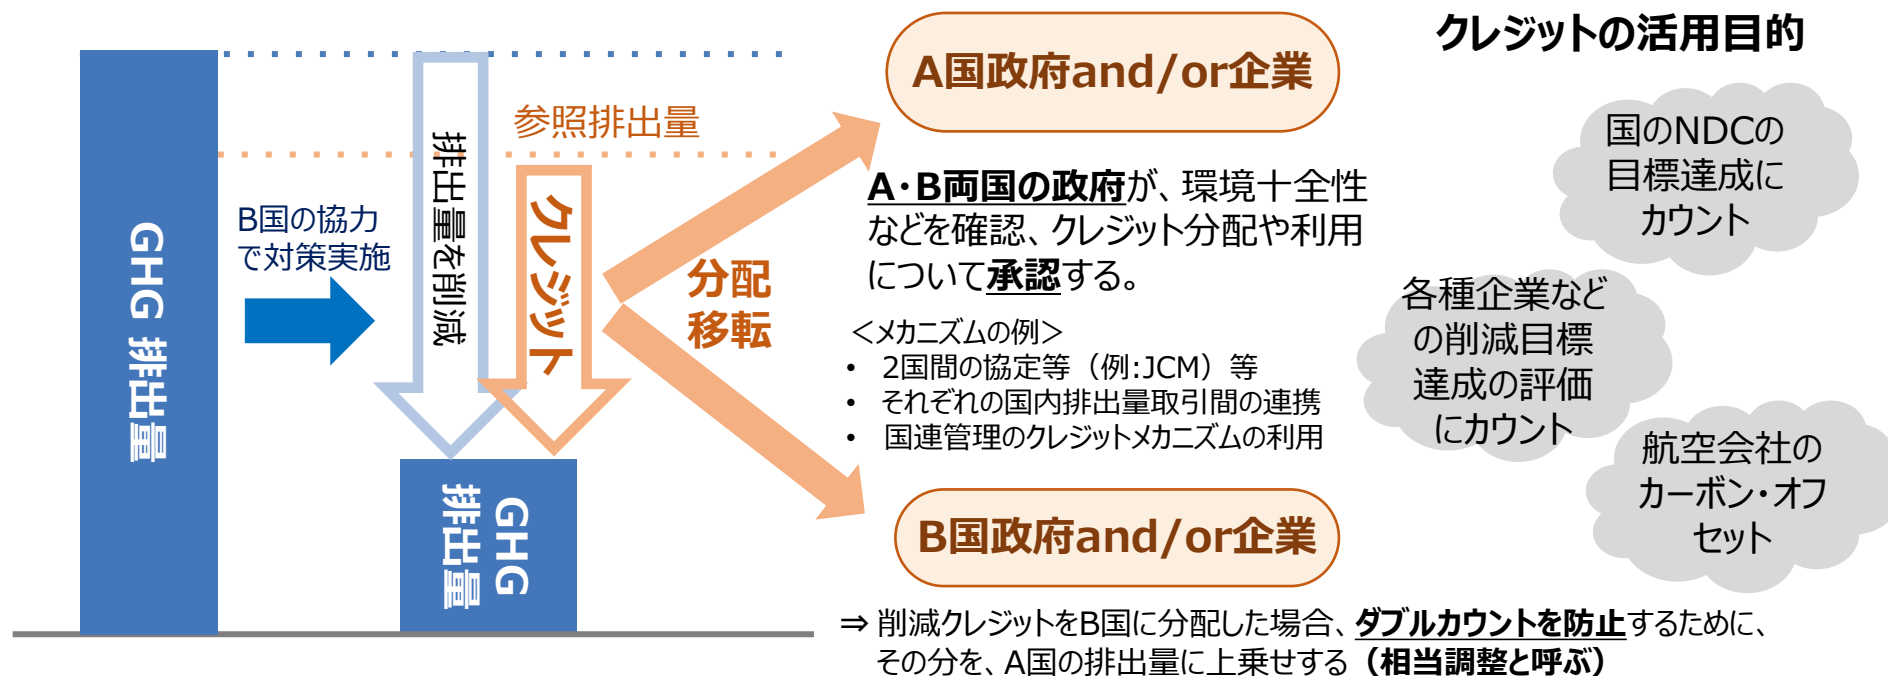 GHG 排出量
B国の協力
で対策実施
排出量を削減
参照排出量
クレジット
GHG
排出量
分配
移転
A国政府and/or企業
A・B両国の政府が、環境十全性
などを確認、クレジット分配や利用
について承認する。
＜メカニズムの例＞
• 2国間の協定等（例:JCM）等
• それぞれの国内排出量取引間の連携
• 国連管理のクレジットメカニズムの利用
B国政府and/or企業
⇒ 削減クレジットをB国に分配した場合、ダブルカウントを防止するために、
その分を、A国の排出量に上乗せする（相当調整と呼ぶ）
クレジットの活用目的
国のNDCの
目標達成に
カウント
各種企業など
の削減目標
達成の評価
にカウント
航空会社の
カーボン・オフ
セット